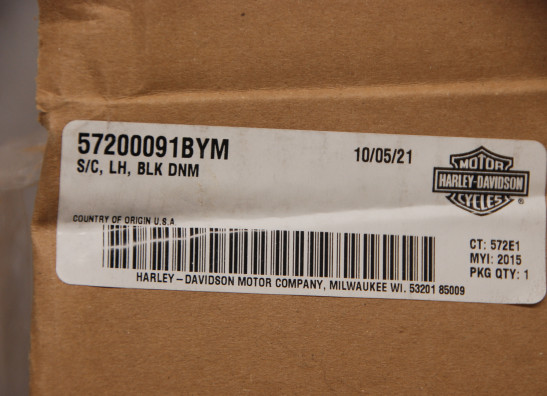 57200091BYM
10/05/21
S/C, LH, BLK DNM
MOTOR
HARLEY-DAVIDSON
CYCLES
®
COUNTRY OF ORIGIN U.S.A
CT: 572E1
MYI: 2015
PKG QTY: 1
HARLEY-DAVIDSON MOTOR COMPANY, MILWAUKEE WI. 53201 85009